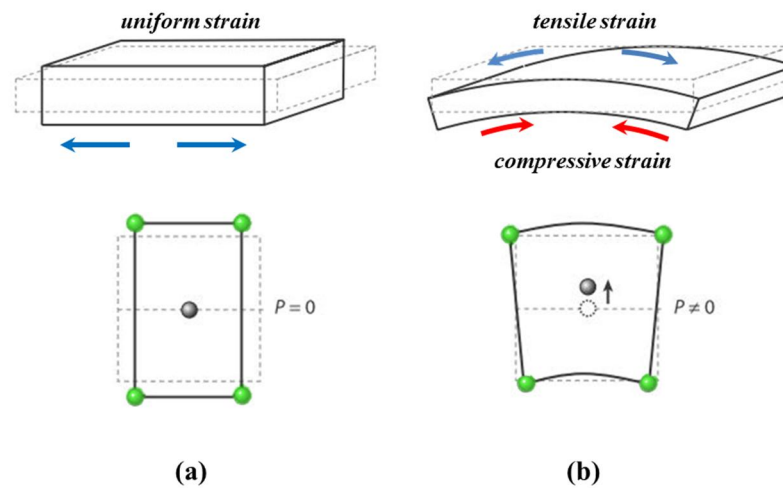 uniform strain
tensile strain
compressive strain
P = 0
P ≠ 0
(a)
(b)